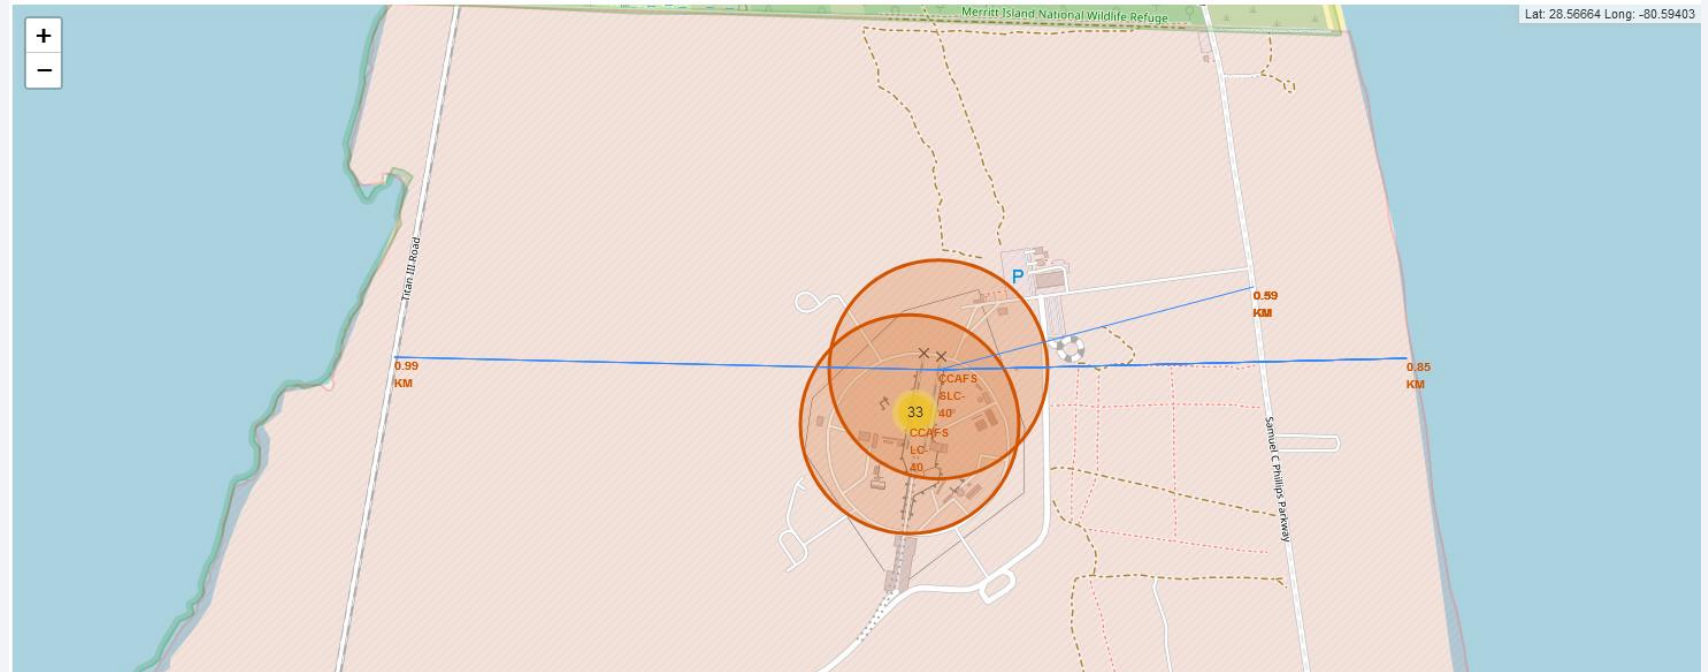 Merritt Island National Wildlife Refuge
Lat: 28.56664 Long: -80.59403
+
−
Titan III Road
P
0.59
KM
0.99
KM
0.85
KM
CCAFS
SLC-
40
33
CCAFS
LC-
40
Samuel C Phillips Parkway